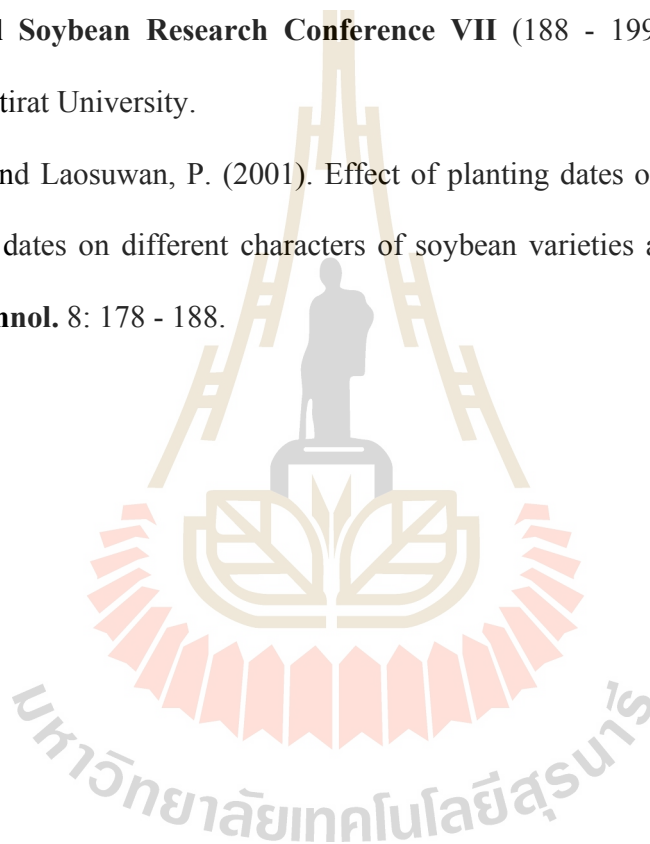 l Soybean Research Conference VII (188 - 199
tirat University.
nd Laosuwan, P. (2001). Effect of planting dates o
dates on different characters of soybean varieties a
nnol. 8: 178 - 188.
มหาวิทยาลัยเทคโนโลยีสุรนารี